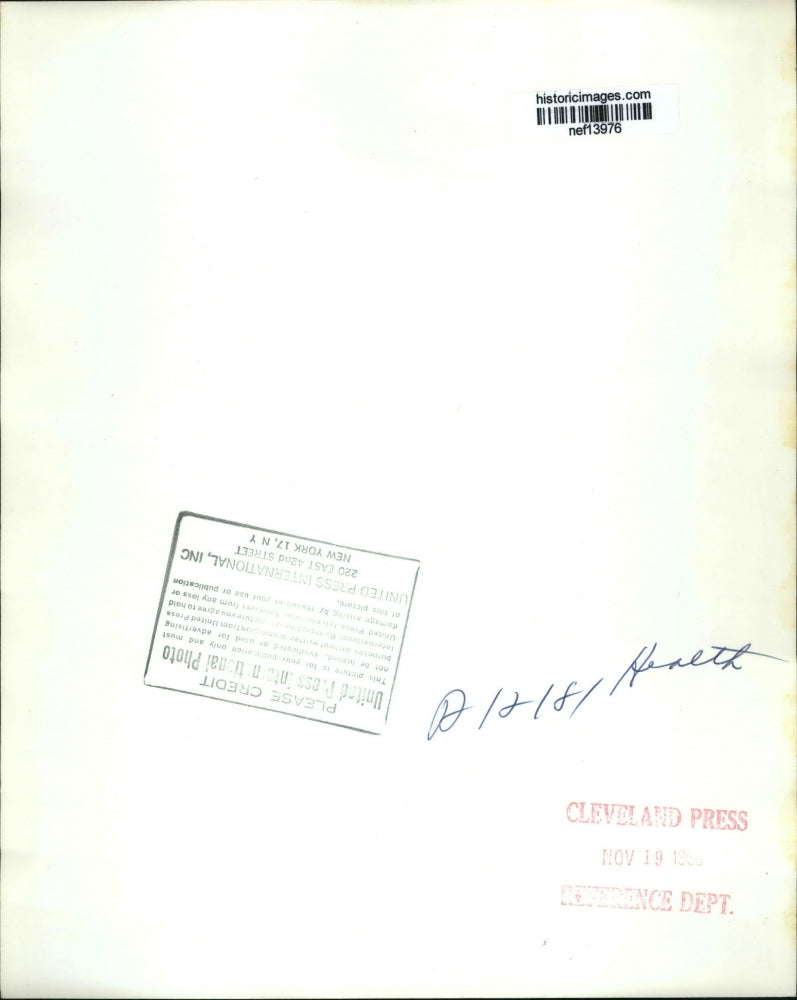 historicimages.com
nef13976
PLEASE CREDIT
United Press International Photo
This picture is for your publication only and must
not be loaned, syndicated or used for advertising
purposes without written permission from United Press
International. By accepting this picture you agree to hold
United Press International harmless from any loss or
damage arising by reason of your use or publication
of this picture.
UNITED PRESS INTERNATIONAL, INC
220 EAST 42nd STREET
NEW YORK 17, N Y
Health
CLEVELAND PRESS
NOV 19
REFERENCE DEPT.